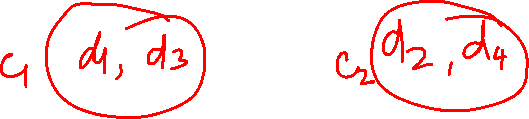 C1 d1, d3 C2 d2, d4